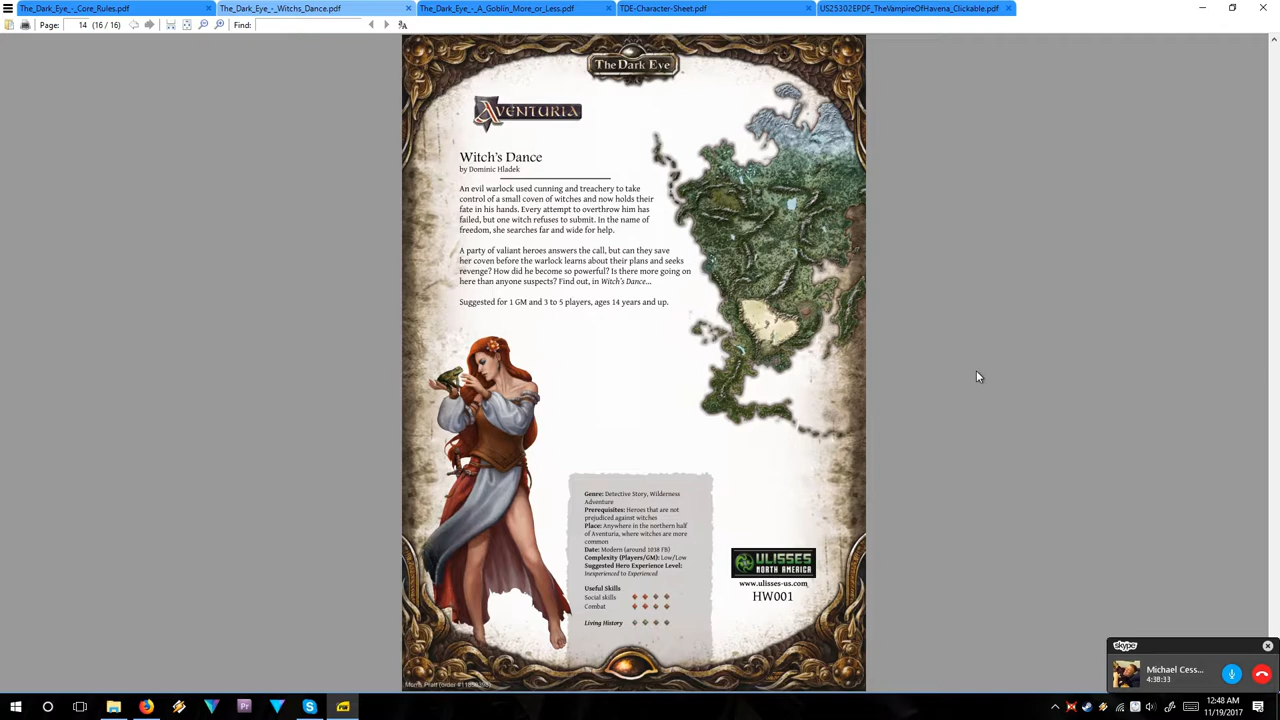 The_Dark_Eye_-_Core_Rules.pdf
The_Dark_Eye_-_Witchs_Dance.pdf
The_Dark_Eye_-_A_Goblin_More_or_Less.pdf
TDE-Character-Sheet.pdf
US25302EPDF_TheVampireOfHavena_Clickable.pdf
Page: 14 (16 / 16) Find:
The Dark Eye
AVENTURIA
Witch's Dance
by Dominic Hladek
An evil warlock used cunning and treachery to take
control of a small coven of witches and now holds their
fate in his hands. Every attempt to overthrow him has
failed, but one witch refuses to submit. In the name of
freedom, she searches far and wide for help.
A party of valiant heroes answers the call, but can they save
her coven before the warlock learns about their plans and seeks
revenge? How did he become so powerful? Is there more going on
here than anyone suspects? Find out, in Witch's Dance...
Suggested for 1 GM and 3 to 5 players, ages 14 years and up.
Genre: Detective Story, Wilderness
Adventure
Prerequisites: Heroes that are not
prejudiced against witches
Place: Anywhere in the northern half
of Aventuria, where witches are more
common
Date: Modern (around 1038 FB)
Complexity (Players/GM): Low/Low
Suggested Hero Experience Level:
Inexperienced to Experienced
Useful Skills
Social skills
Combat
Living History
ULISSES
NORTH AMERICA
www.ulisses-us.com
HW001
Pratt (order
skype
Michael Cess...
4:38:33
Pr
12:48 AM
11/19/2017